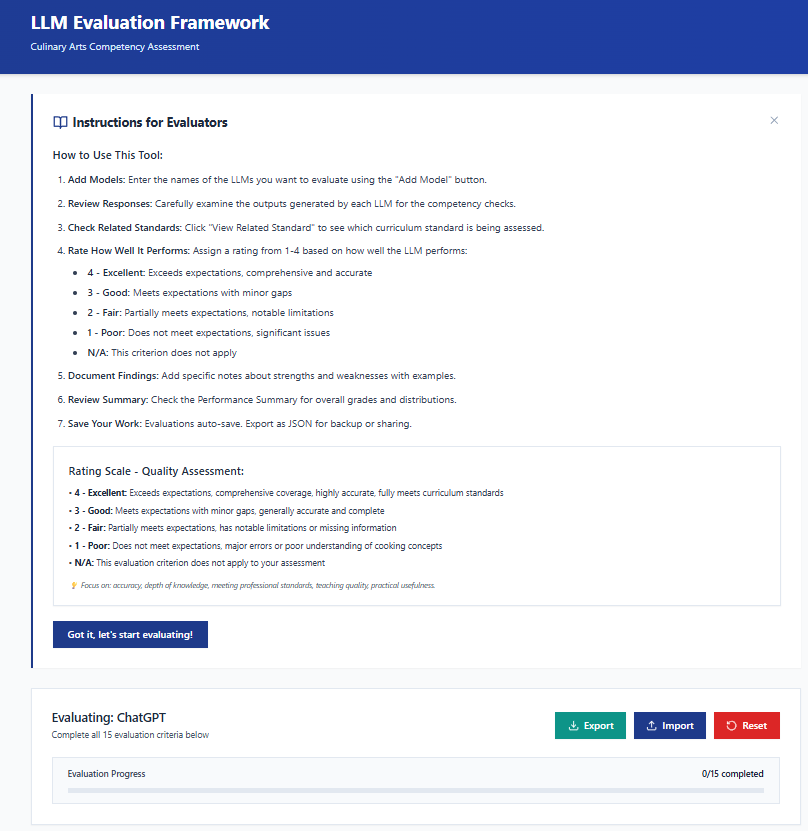 LLM Evaluation Framework
Culinary Arts Competency Assessment
Instructions for Evaluators
How to Use This Tool:
1. Add Models: Enter the names of the LLMs you want to evaluate using the "Add Model" button.
2. Review Responses: Carefully examine the outputs generated by each LLM for the competency checks.
3. Check Related Standards: Click "View Related Standard" to see which curriculum standard is being assessed.
4. Rate How Well It Performs: Assign a rating from 1-4 based on how well the LLM performs:
• 4 - Excellent: Exceeds expectations, comprehensive and accurate
• 3 - Good: Meets expectations with minor gaps
• 2 - Fair: Partially meets expectations, notable limitations
• 1 - Poor: Does not meet expectations, significant issues
• N/A: This criterion does not apply
5. Document Findings: Add specific notes about strengths and weaknesses with examples.
6. Review Summary: Check the Performance Summary for overall grades and distributions.
7. Save Your Work: Evaluations auto-save. Export as JSON for backup or sharing.
Rating Scale - Quality Assessment:
• 4 - Excellent: Exceeds expectations, comprehensive coverage, highly accurate, fully meets curriculum standards
• 3 - Good: Meets expectations with minor gaps, generally accurate and complete
• 2 - Fair: Partially meets expectations, has notable limitations or missing information
• 1 - Poor: Does not meet expectations, major errors or poor understanding of cooking concepts
• N/A: This evaluation criterion does not apply to your assessment
💡 Focus on: accuracy, depth of knowledge, meeting professional standards, teaching quality, practical usefulness.
Got it, let's start evaluating!
Evaluating: ChatGPT
Complete all 15 evaluation criteria below
Export
Import
Reset
Evaluation Progress
0/15 completed